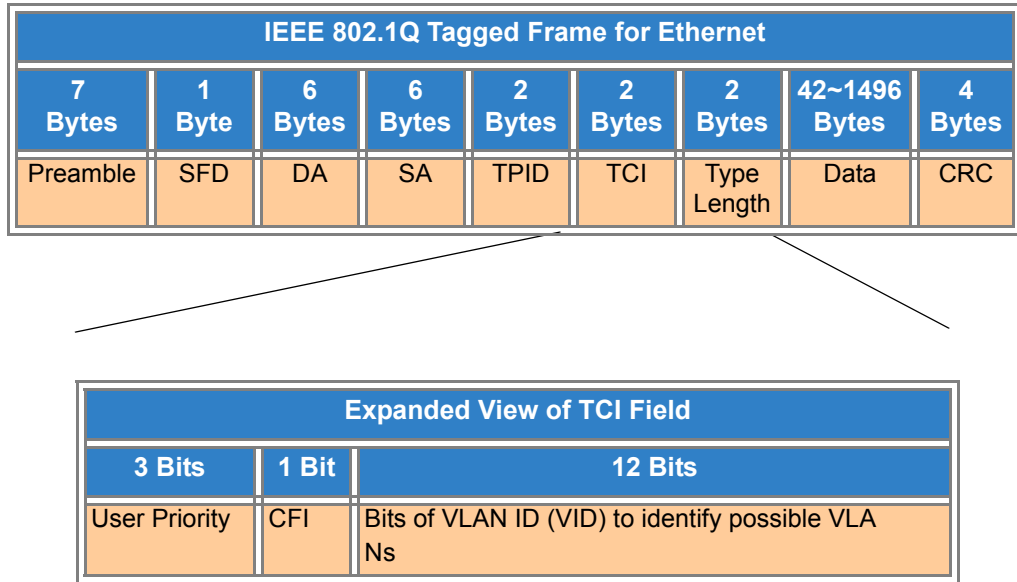 IEEE 802.1Q Tagged Frame for Ethernet
7 Bytes 1 Byte 6 Bytes 6 Bytes 2 Bytes 2 Bytes 2 Bytes 42~1496 Bytes 4 Bytes
Preamble SFD DA SA TPID TCI Type Length Data CRC
Expanded View of TCI Field
3 Bits 1 Bit 12 Bits
User Priority CFI Bits of VLAN ID (VID) to identify possible VLA
Ns